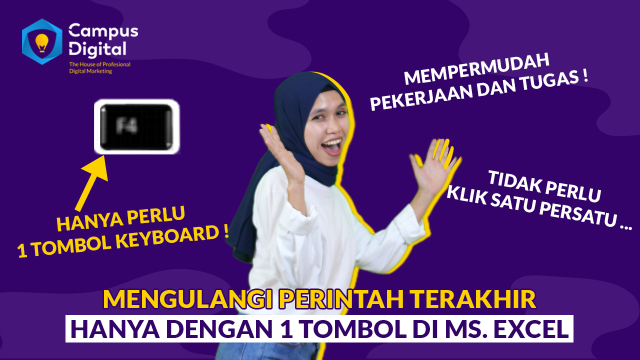 Campus
Digital
The House of Profesional
Digital Marketing
MEMPERMUDAH
PEKERJAAN DAN TUGAS !
F4
TIDAK PERLU
KLIK SATU PERSATU ...
HANYA PERLU
1 TOMBOL KEYBOARD !
MENGULANGI PERINTAH TERAKHIR
HANYA DENGAN 1 TOMBOL DI MS. EXCEL